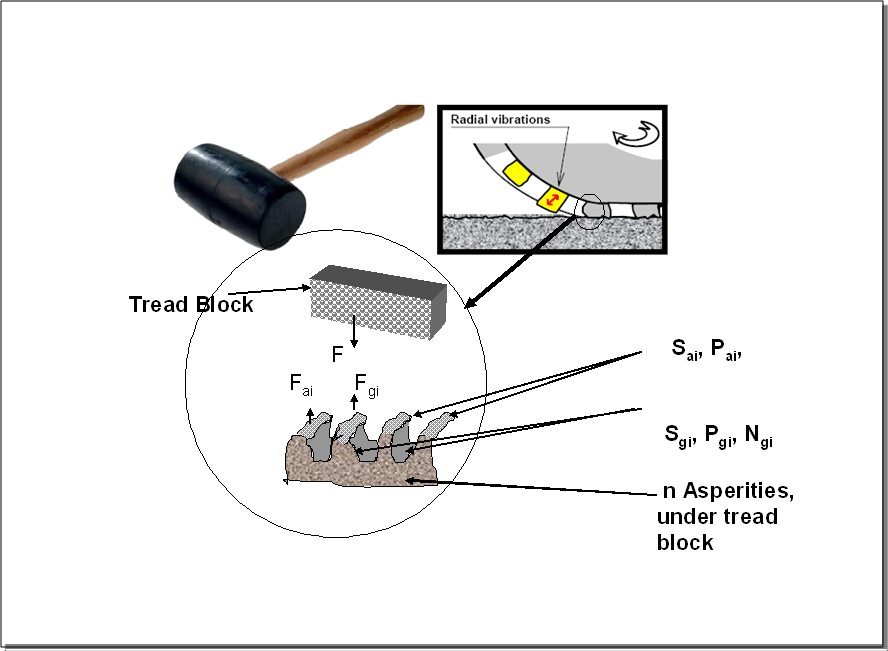 Radial vibrations
Tread Block
F
Fai
Fgi
Sai, Pai,
Sgi, Pgi, Ngi
n Asperities,
under tread
block